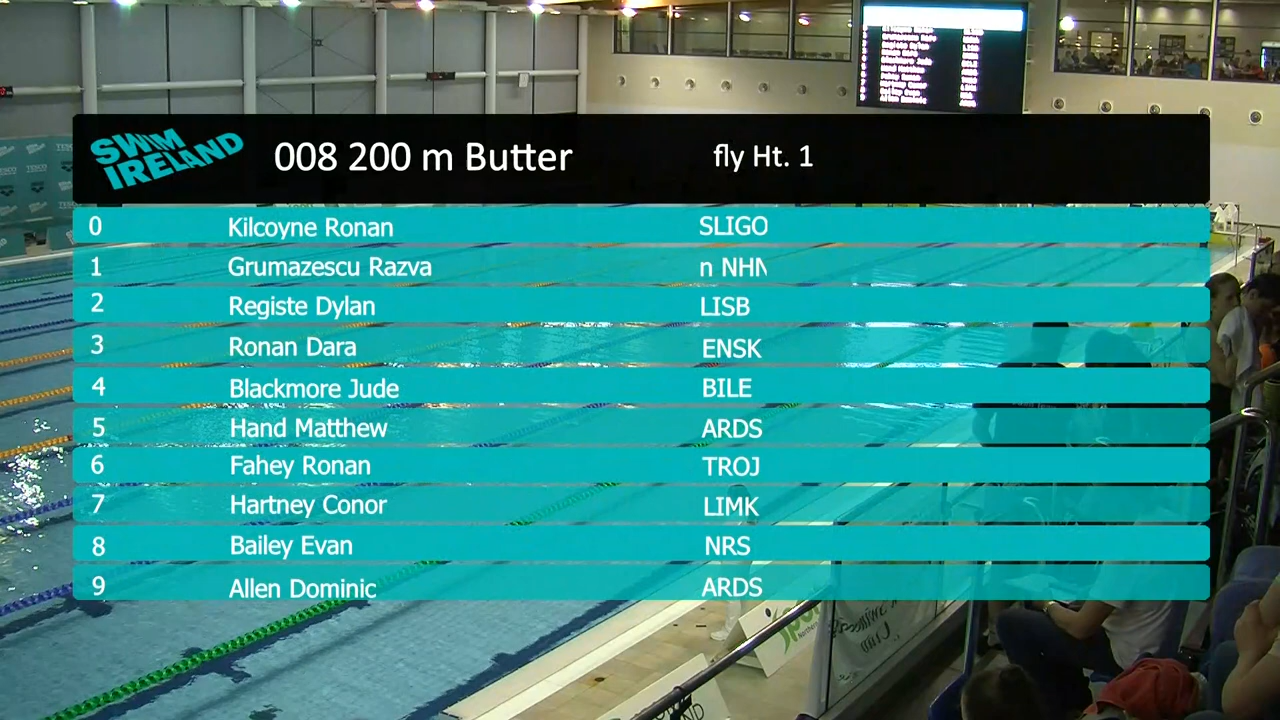 SWIM IRELAND
008 200 m Butter fly Ht. 1
0 Kilcoyne Ronan SLIGO
1 Grumazescu Razva n NHN
2 Registe Dylan LISB
3 Ronan Dara ENSK
4 Blackmore Jude BILE
5 Hand Matthew ARDS
6 Fahey Ronan TROJ
7 Hartney Conor LIMK
8 Bailey Evan NRS
9 Allen Dominic ARDS